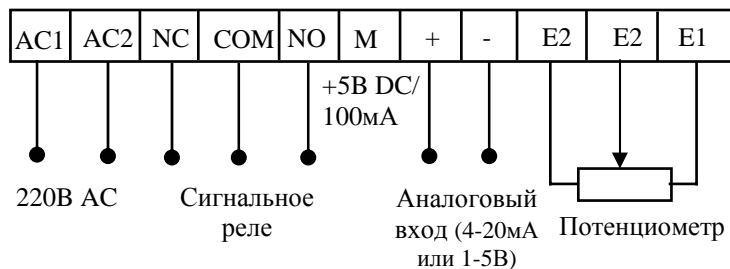 AC1 AC2 NC COM NO M + - E2 E2 E1
+5В DC/
100мА
220В AC
Сигнальное
реле
Аналоговый
вход (4-20мА
или 1-5В)
Потенциометр